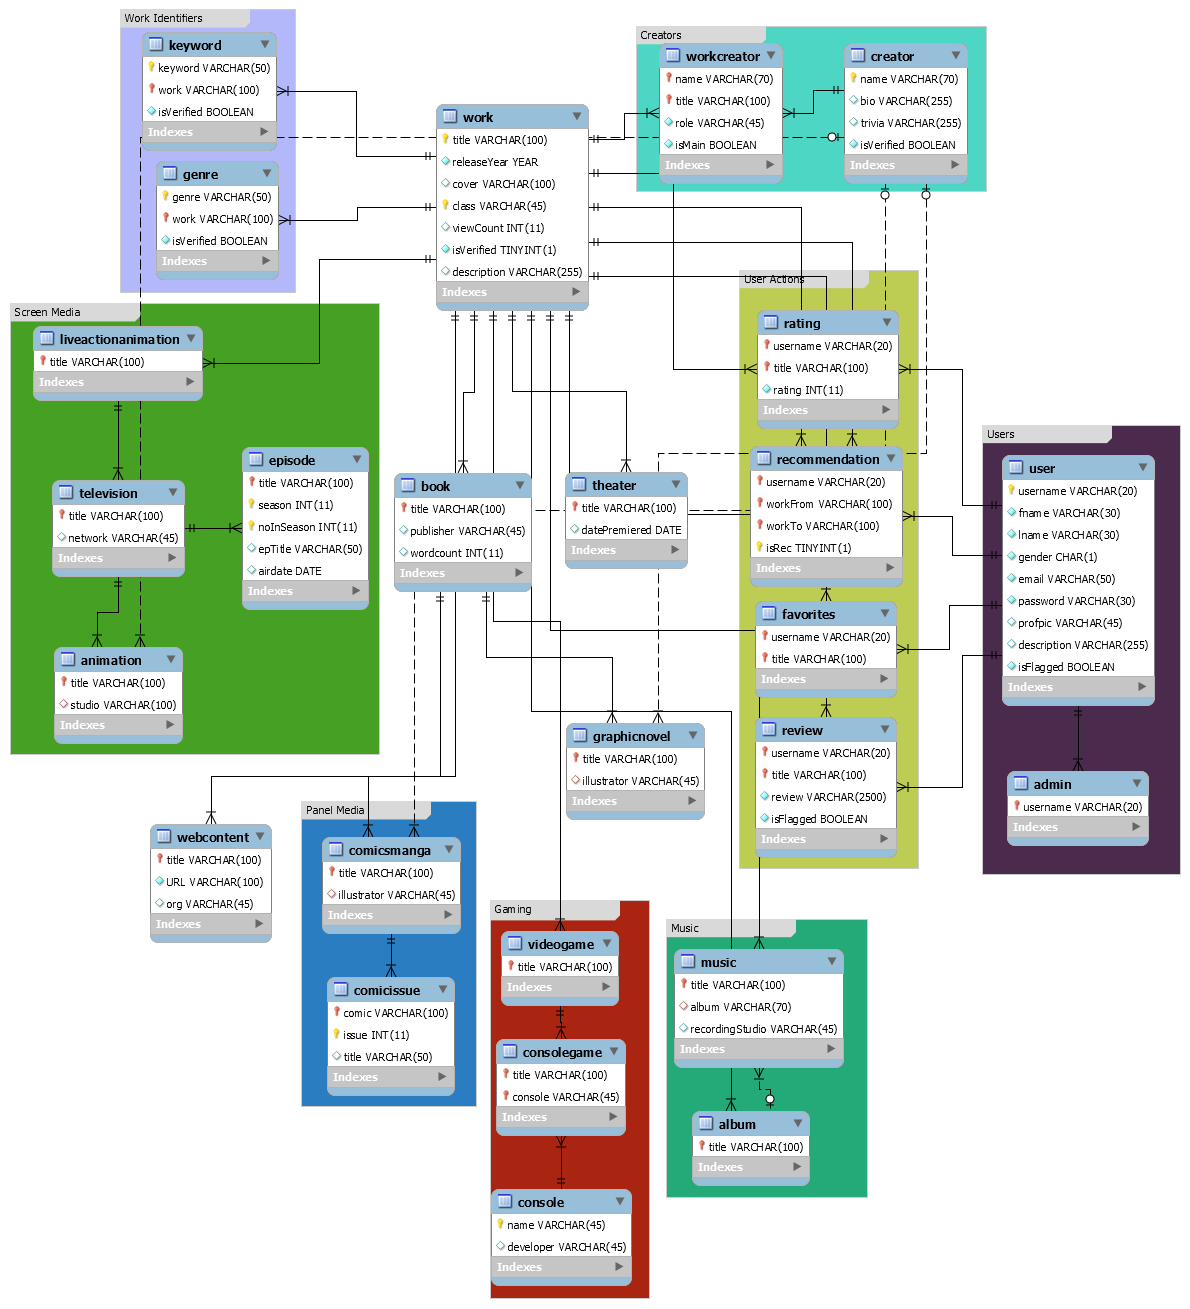 Work Identifiers
keyword
keyword VARCHAR(50)
work VARCHAR(100)
isVerified BOOLEAN
Indexes
genre
genre VARCHAR(50)
work VARCHAR(100)
isVerified BOOLEAN
Indexes
work
title VARCHAR(100)
releaseYear YEAR
cover VARCHAR(100)
class VARCHAR(45)
viewCount INT(11)
isVerified TINYINT(1)
description VARCHAR(255)
Indexes
Creators
workcreator
name VARCHAR(70)
title VARCHAR(100)
role VARCHAR(45)
isMain BOOLEAN
Indexes
creator
name VARCHAR(70)
bio VARCHAR(255)
trivia VARCHAR(255)
isVerified BOOLEAN
Indexes
Screen Media
liveactionanimation
title VARCHAR(100)
Indexes
television
title VARCHAR(100)
network VARCHAR(45)
Indexes
episode
title VARCHAR(100)
season INT(11)
noInSeason INT(11)
epTitle VARCHAR(50)
airdate DATE
Indexes
animation
title VARCHAR(100)
studio VARCHAR(100)
Indexes
book
title VARCHAR(100)
publisher VARCHAR(45)
wordcount INT(11)
Indexes
theater
title VARCHAR(100)
datePremiered DATE
Indexes
User Actions
rating
username VARCHAR(20)
title VARCHAR(100)
rating INT(11)
Indexes
recommendation
username VARCHAR(20)
workFrom VARCHAR(100)
workTo VARCHAR(100)
isRec TINYINT(1)
Indexes
favorites
username VARCHAR(20)
title VARCHAR(100)
Indexes
review
username VARCHAR(20)
title VARCHAR(100)
review VARCHAR(2500)
isFlagged BOOLEAN
Indexes
Users
user
username VARCHAR(20)
fname VARCHAR(30)
lname VARCHAR(30)
gender CHAR(1)
email VARCHAR(50)
password VARCHAR(30)
profpic VARCHAR(45)
description VARCHAR(255)
isFlagged BOOLEAN
Indexes
admin
username VARCHAR(20)
Indexes
graphicnovel
title VARCHAR(100)
illustrator VARCHAR(45)
Indexes
webcontent
title VARCHAR(100)
URL VARCHAR(100)
org VARCHAR(45)
Indexes
Panel Media
comicsmanga
title VARCHAR(100)
illustrator VARCHAR(45)
Indexes
comicissue
comic VARCHAR(100)
issue INT(11)
title VARCHAR(50)
Indexes
Gaming
videogame
title VARCHAR(100)
Indexes
consolegame
title VARCHAR(100)
console VARCHAR(45)
Indexes
console
name VARCHAR(45)
developer VARCHAR(45)
Indexes
Music
music
title VARCHAR(100)
album VARCHAR(70)
recordingStudio VARCHAR(45)
Indexes
album
title VARCHAR(100)
Indexes